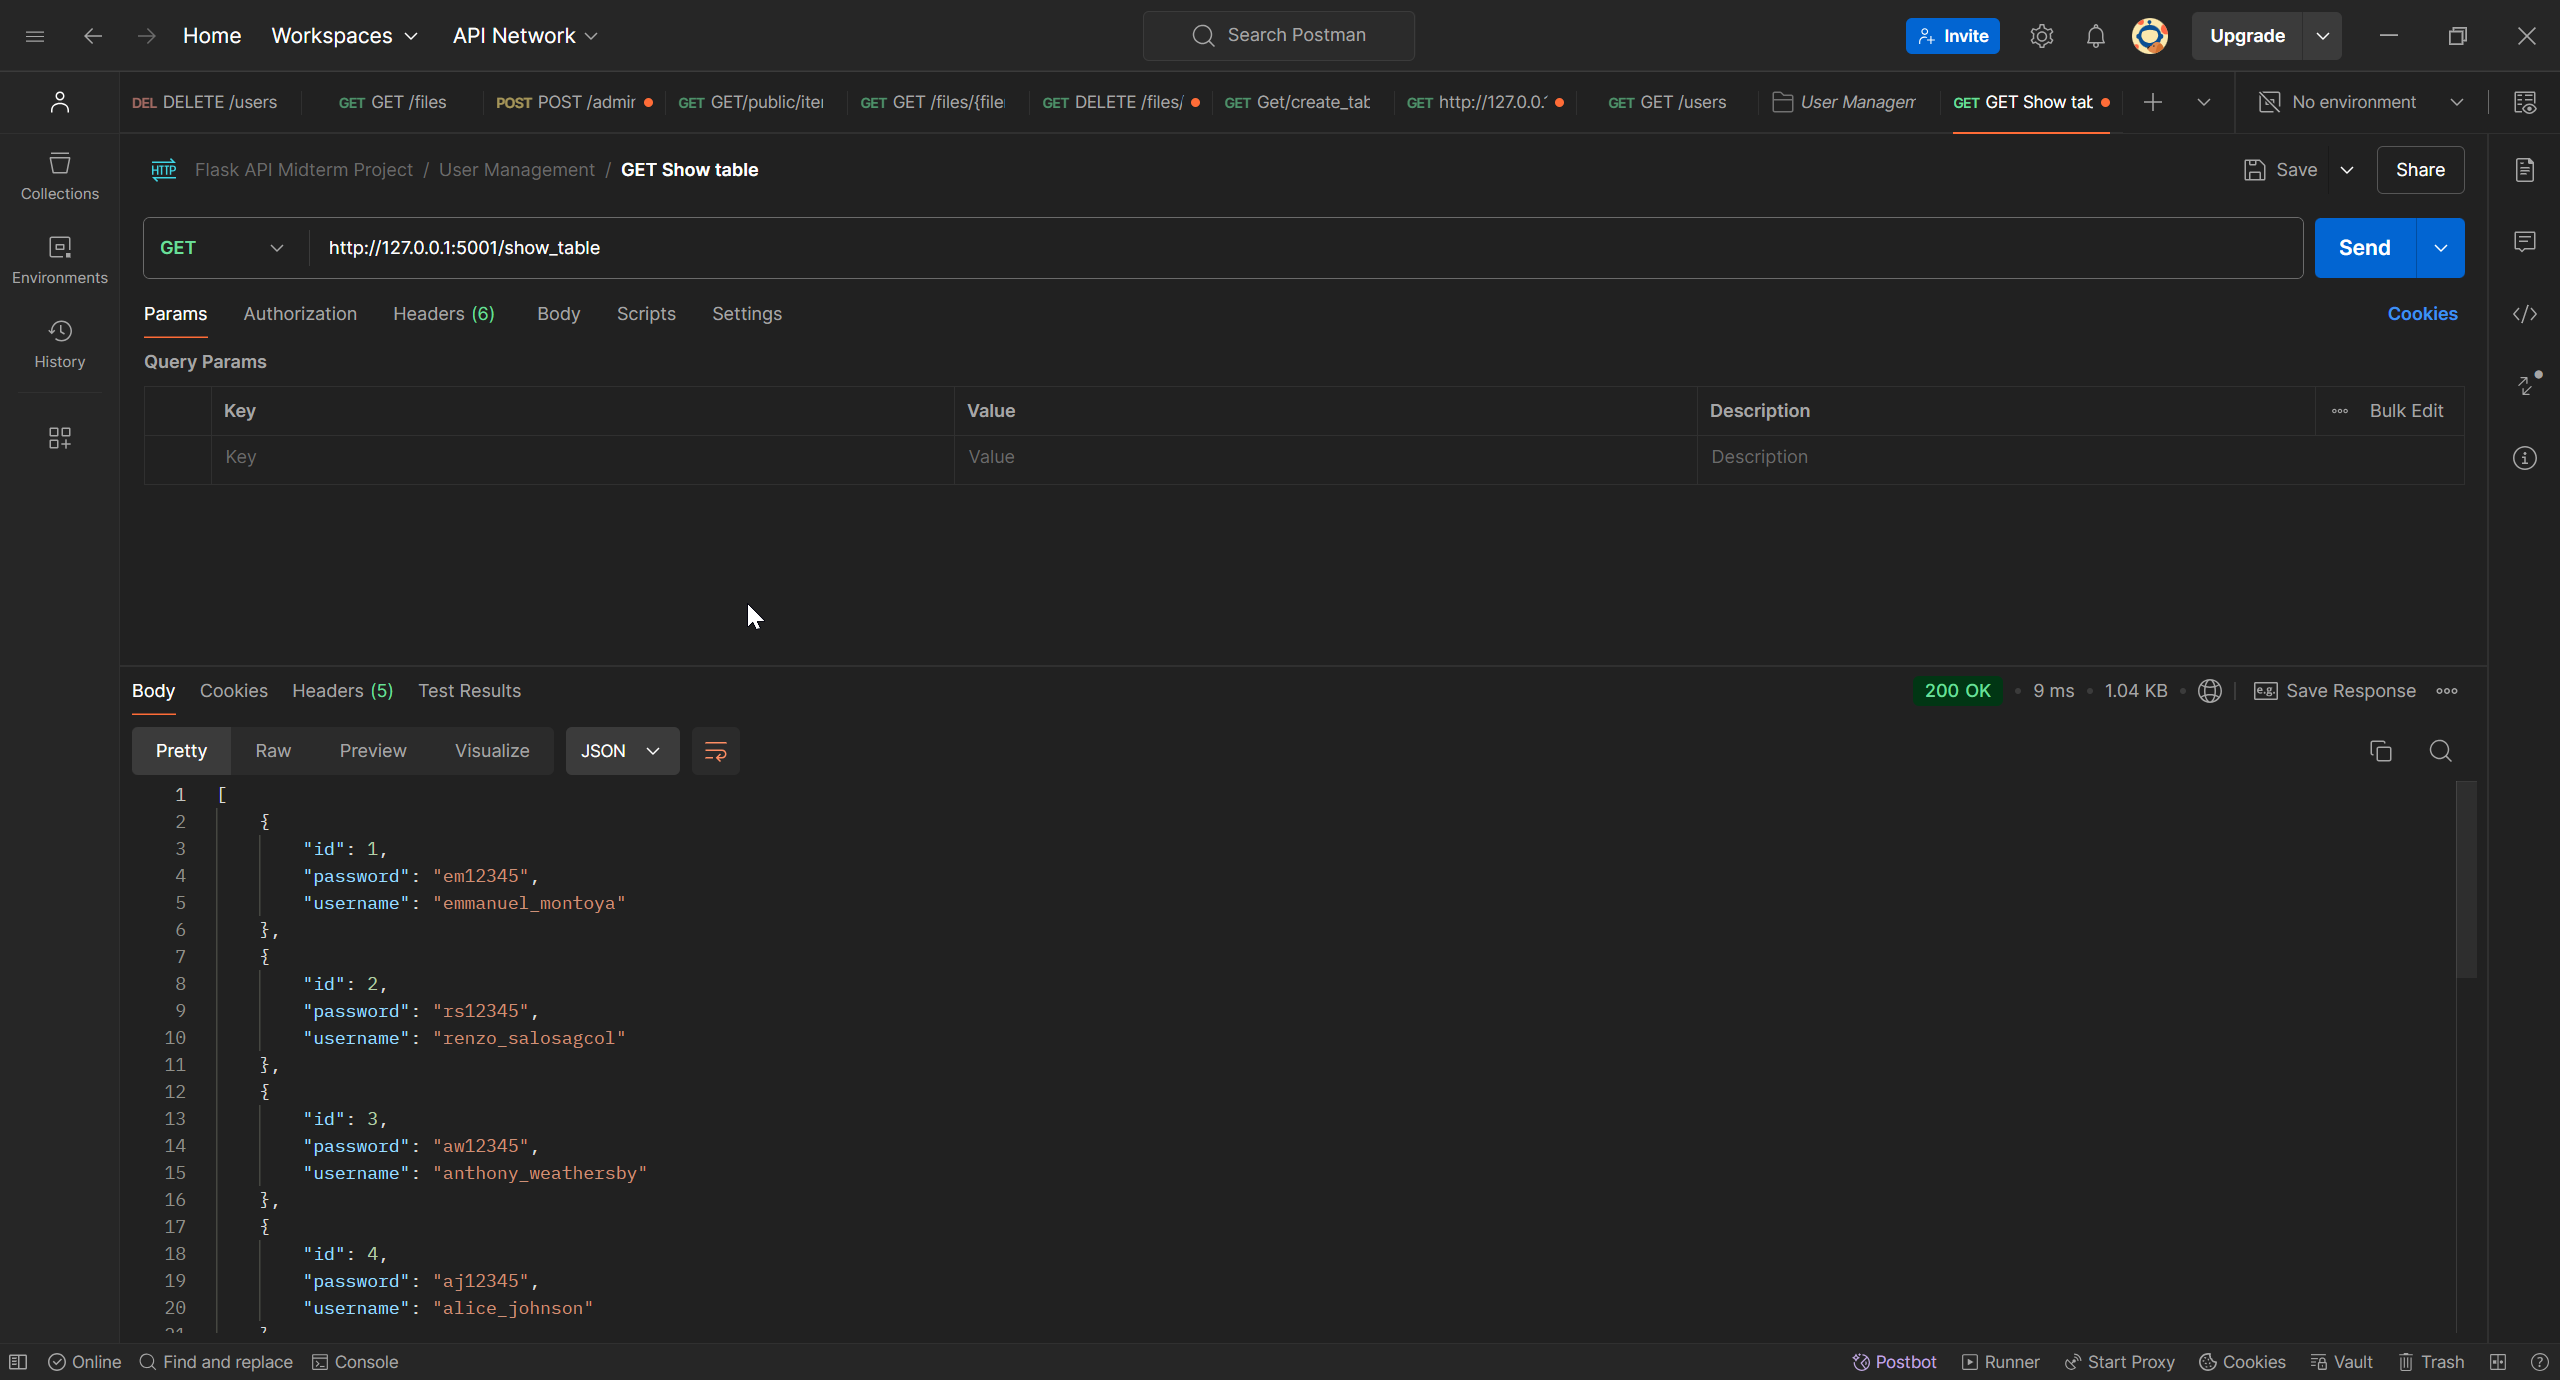 Home Workspaces API Network Search Postman Invite Upgrade
DEL DELETE /users GET GET /files POST POST /admin GET GET/public/iter GET GET /files/{file GET DELETE /files/ GET Get/create_tab GET http://127.0.0.1 GET GET /users User Managem GET GET Show tab No environment
HTTP Flask API Midterm Project / User Management / GET Show table Save Share
Collections
GET http://127.0.0.1:5001/show_table Send
Environments
Params Authorization Headers (6) Body Scripts Settings Cookies
History
Query Params
Key Value Description Bulk Edit
Key Value Description
Body Cookies Headers (5) Test Results 200 OK 9 ms 1.04 KB e.g. Save Response
Pretty Raw Preview Visualize JSON
1 [
2 {
3 "id": 1,
4 "password": "em12345",
5 "username": "emmanuel_montoya"
6 },
7 {
8 "id": 2,
9 "password": "rs12345",
10 "username": "renzo_salosagcol"
11 },
12 {
13 "id": 3,
14 "password": "aw12345",
15 "username": "anthony_weathersby"
16 },
17 {
18 "id": 4,
19 "password": "aj12345",
20 "username": "alice_johnson"
21 }
Online Find and replace Console Postbot Runner Start Proxy Cookies Vault Trash